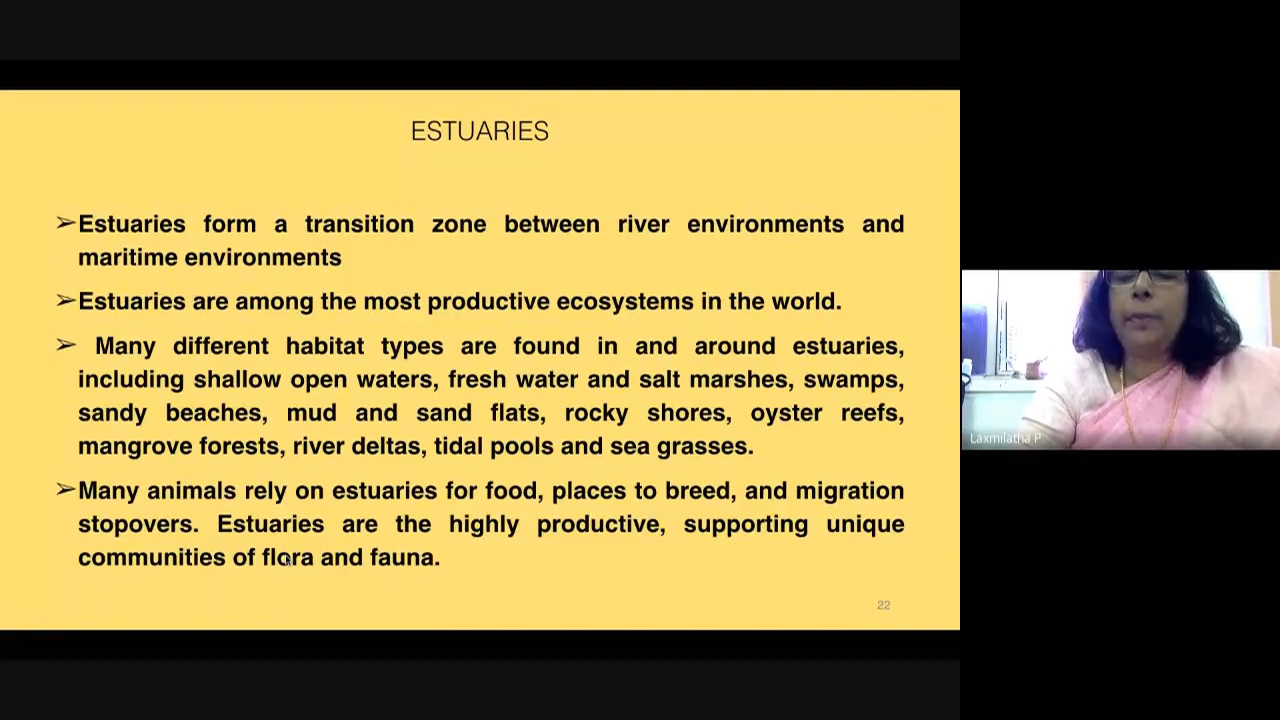 ESTUARIES
➢Estuaries form a transition zone between river environments and
maritime environments
➢Estuaries are among the most productive ecosystems in the world.
➢ Many different habitat types are found in and around estuaries,
including shallow open waters, fresh water and salt marshes, swamps,
sandy beaches, mud and sand flats, rocky shores, oyster reefs,
mangrove forests, river deltas, tidal pools and sea grasses.
➢Many animals rely on estuaries for food, places to breed, and migration
stopovers. Estuaries are the highly productive, supporting unique
communities of flora and fauna.
22
Laxmilatha P